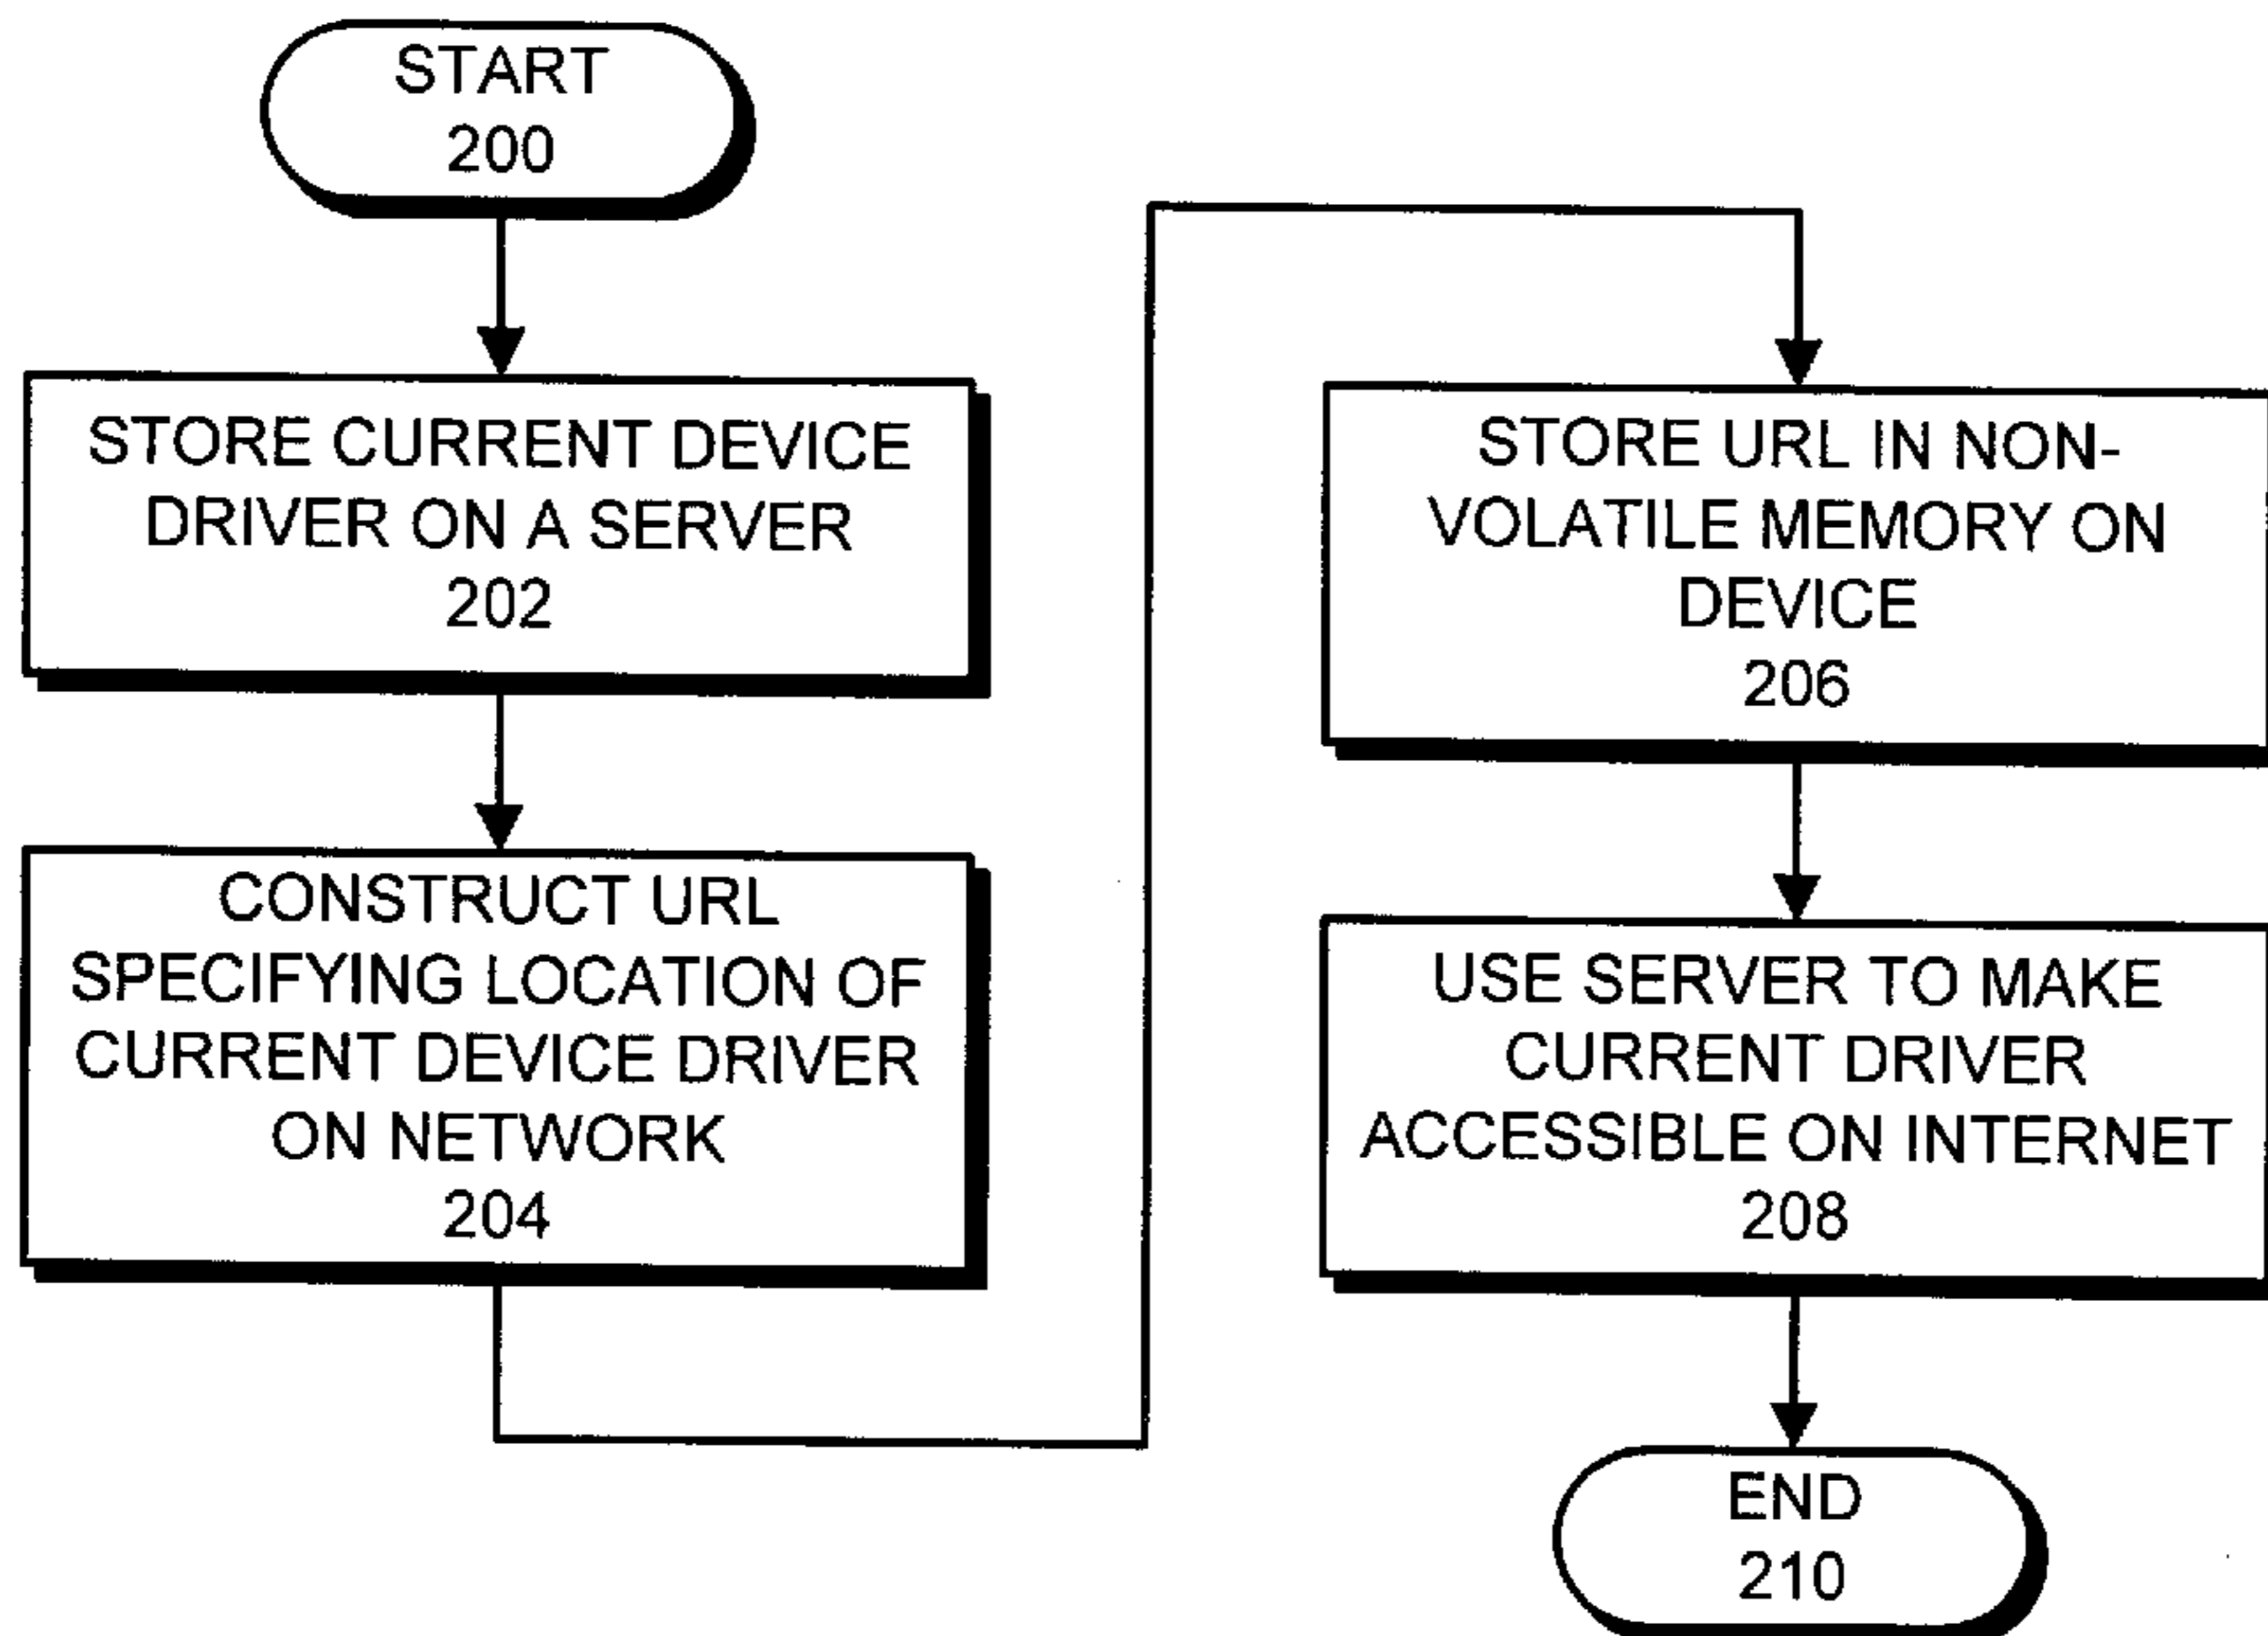 START
200
STORE CURRENT DEVICE
DRIVER ON A SERVER
202
CONSTRUCT URL
SPECIFYING LOCATION OF
CURRENT DEVICE DRIVER
ON NETWORK
204
STORE URL IN NON-
VOLATILE MEMORY ON
DEVICE
206
USE SERVER TO MAKE
CURRENT DRIVER
ACCESSIBLE ON INTERNET
208
END
210